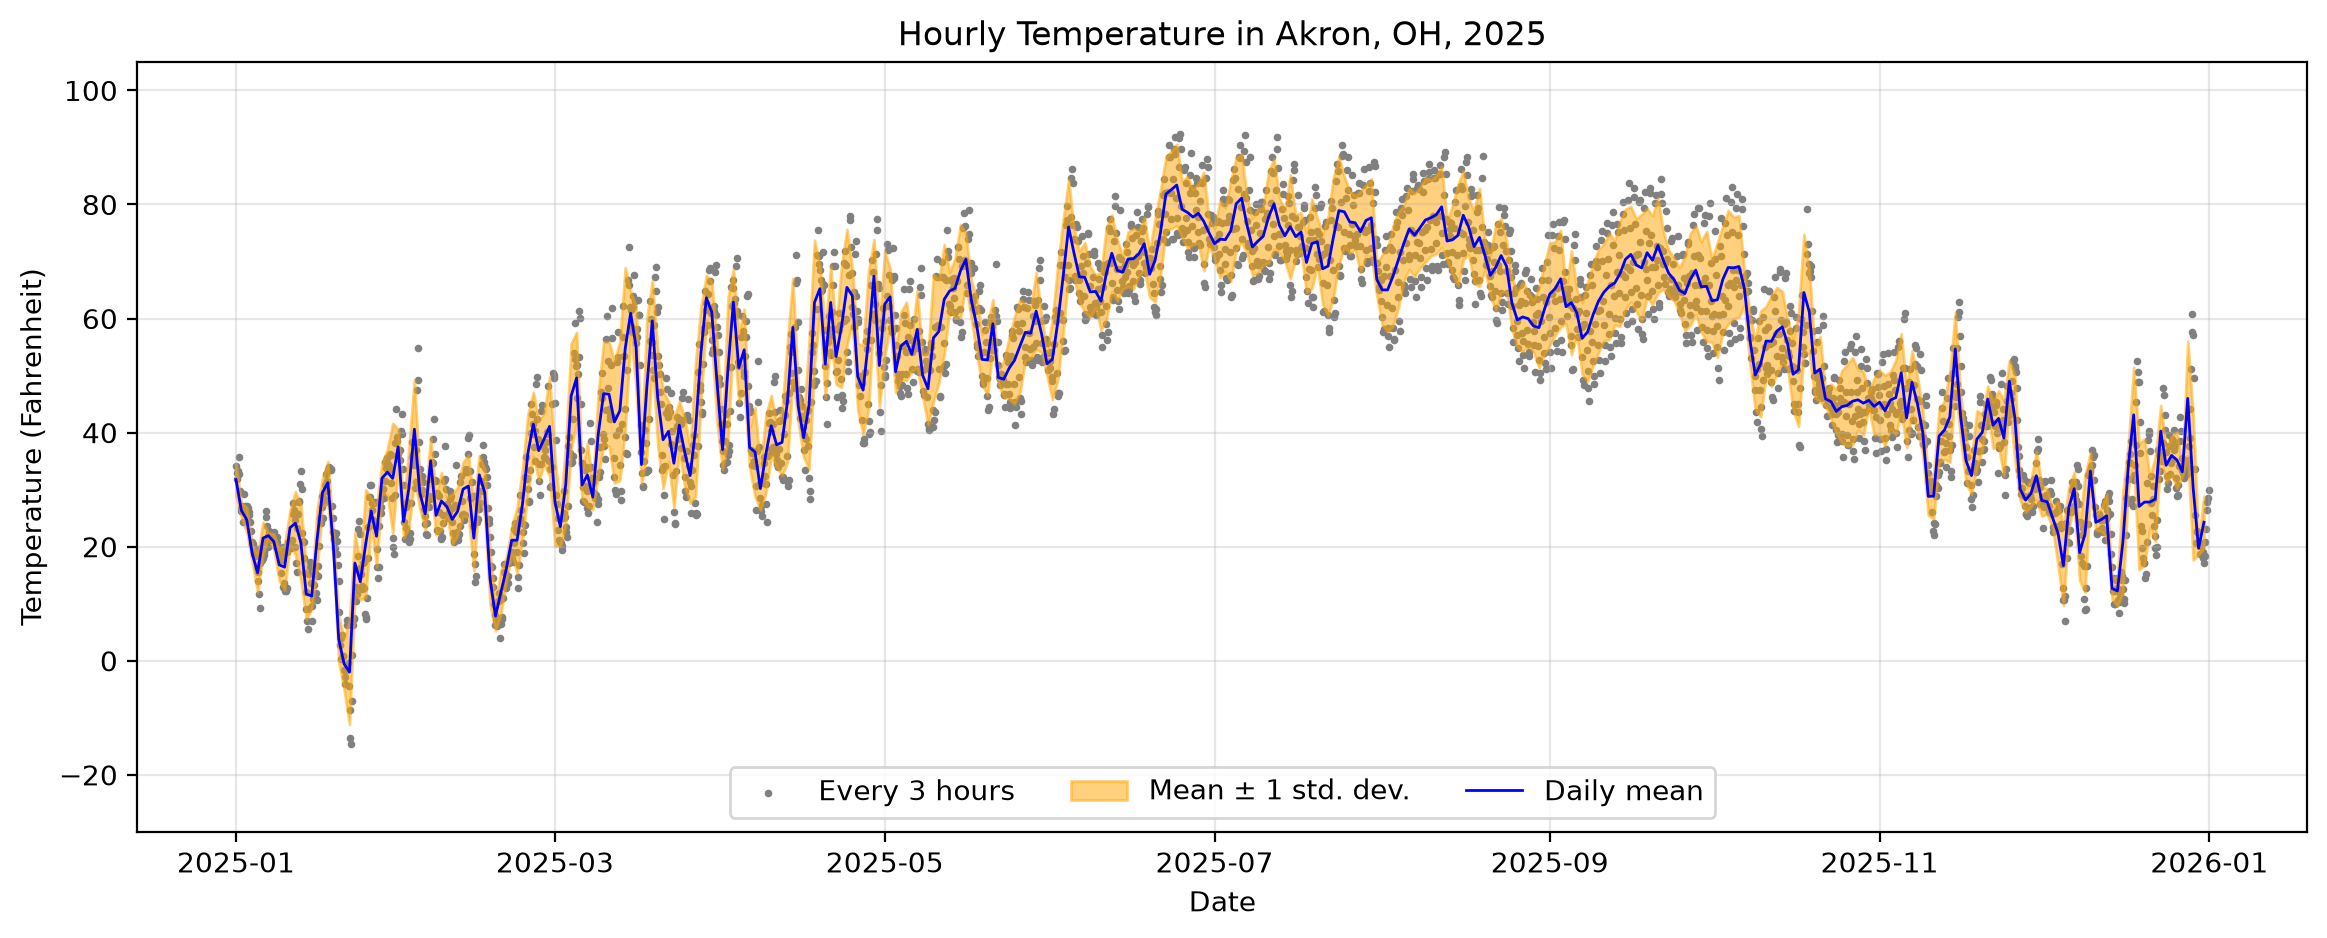 Hourly Temperature in Akron, OH, 2025
Temperature (Fahrenheit)
100
80
60
40
20
0
−20
Every 3 hours
Mean ± 1 std. dev.
Daily mean
2025-01
2025-03
2025-05
2025-07
2025-09
2025-11
2026-01
Date